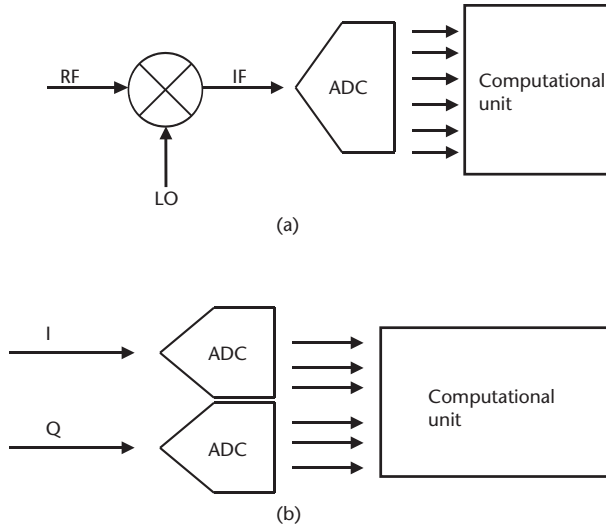 RF
IF
ADC
Computational
unit
LO
(a)
I
ADC
Computational
unit
Q
ADC
(b)